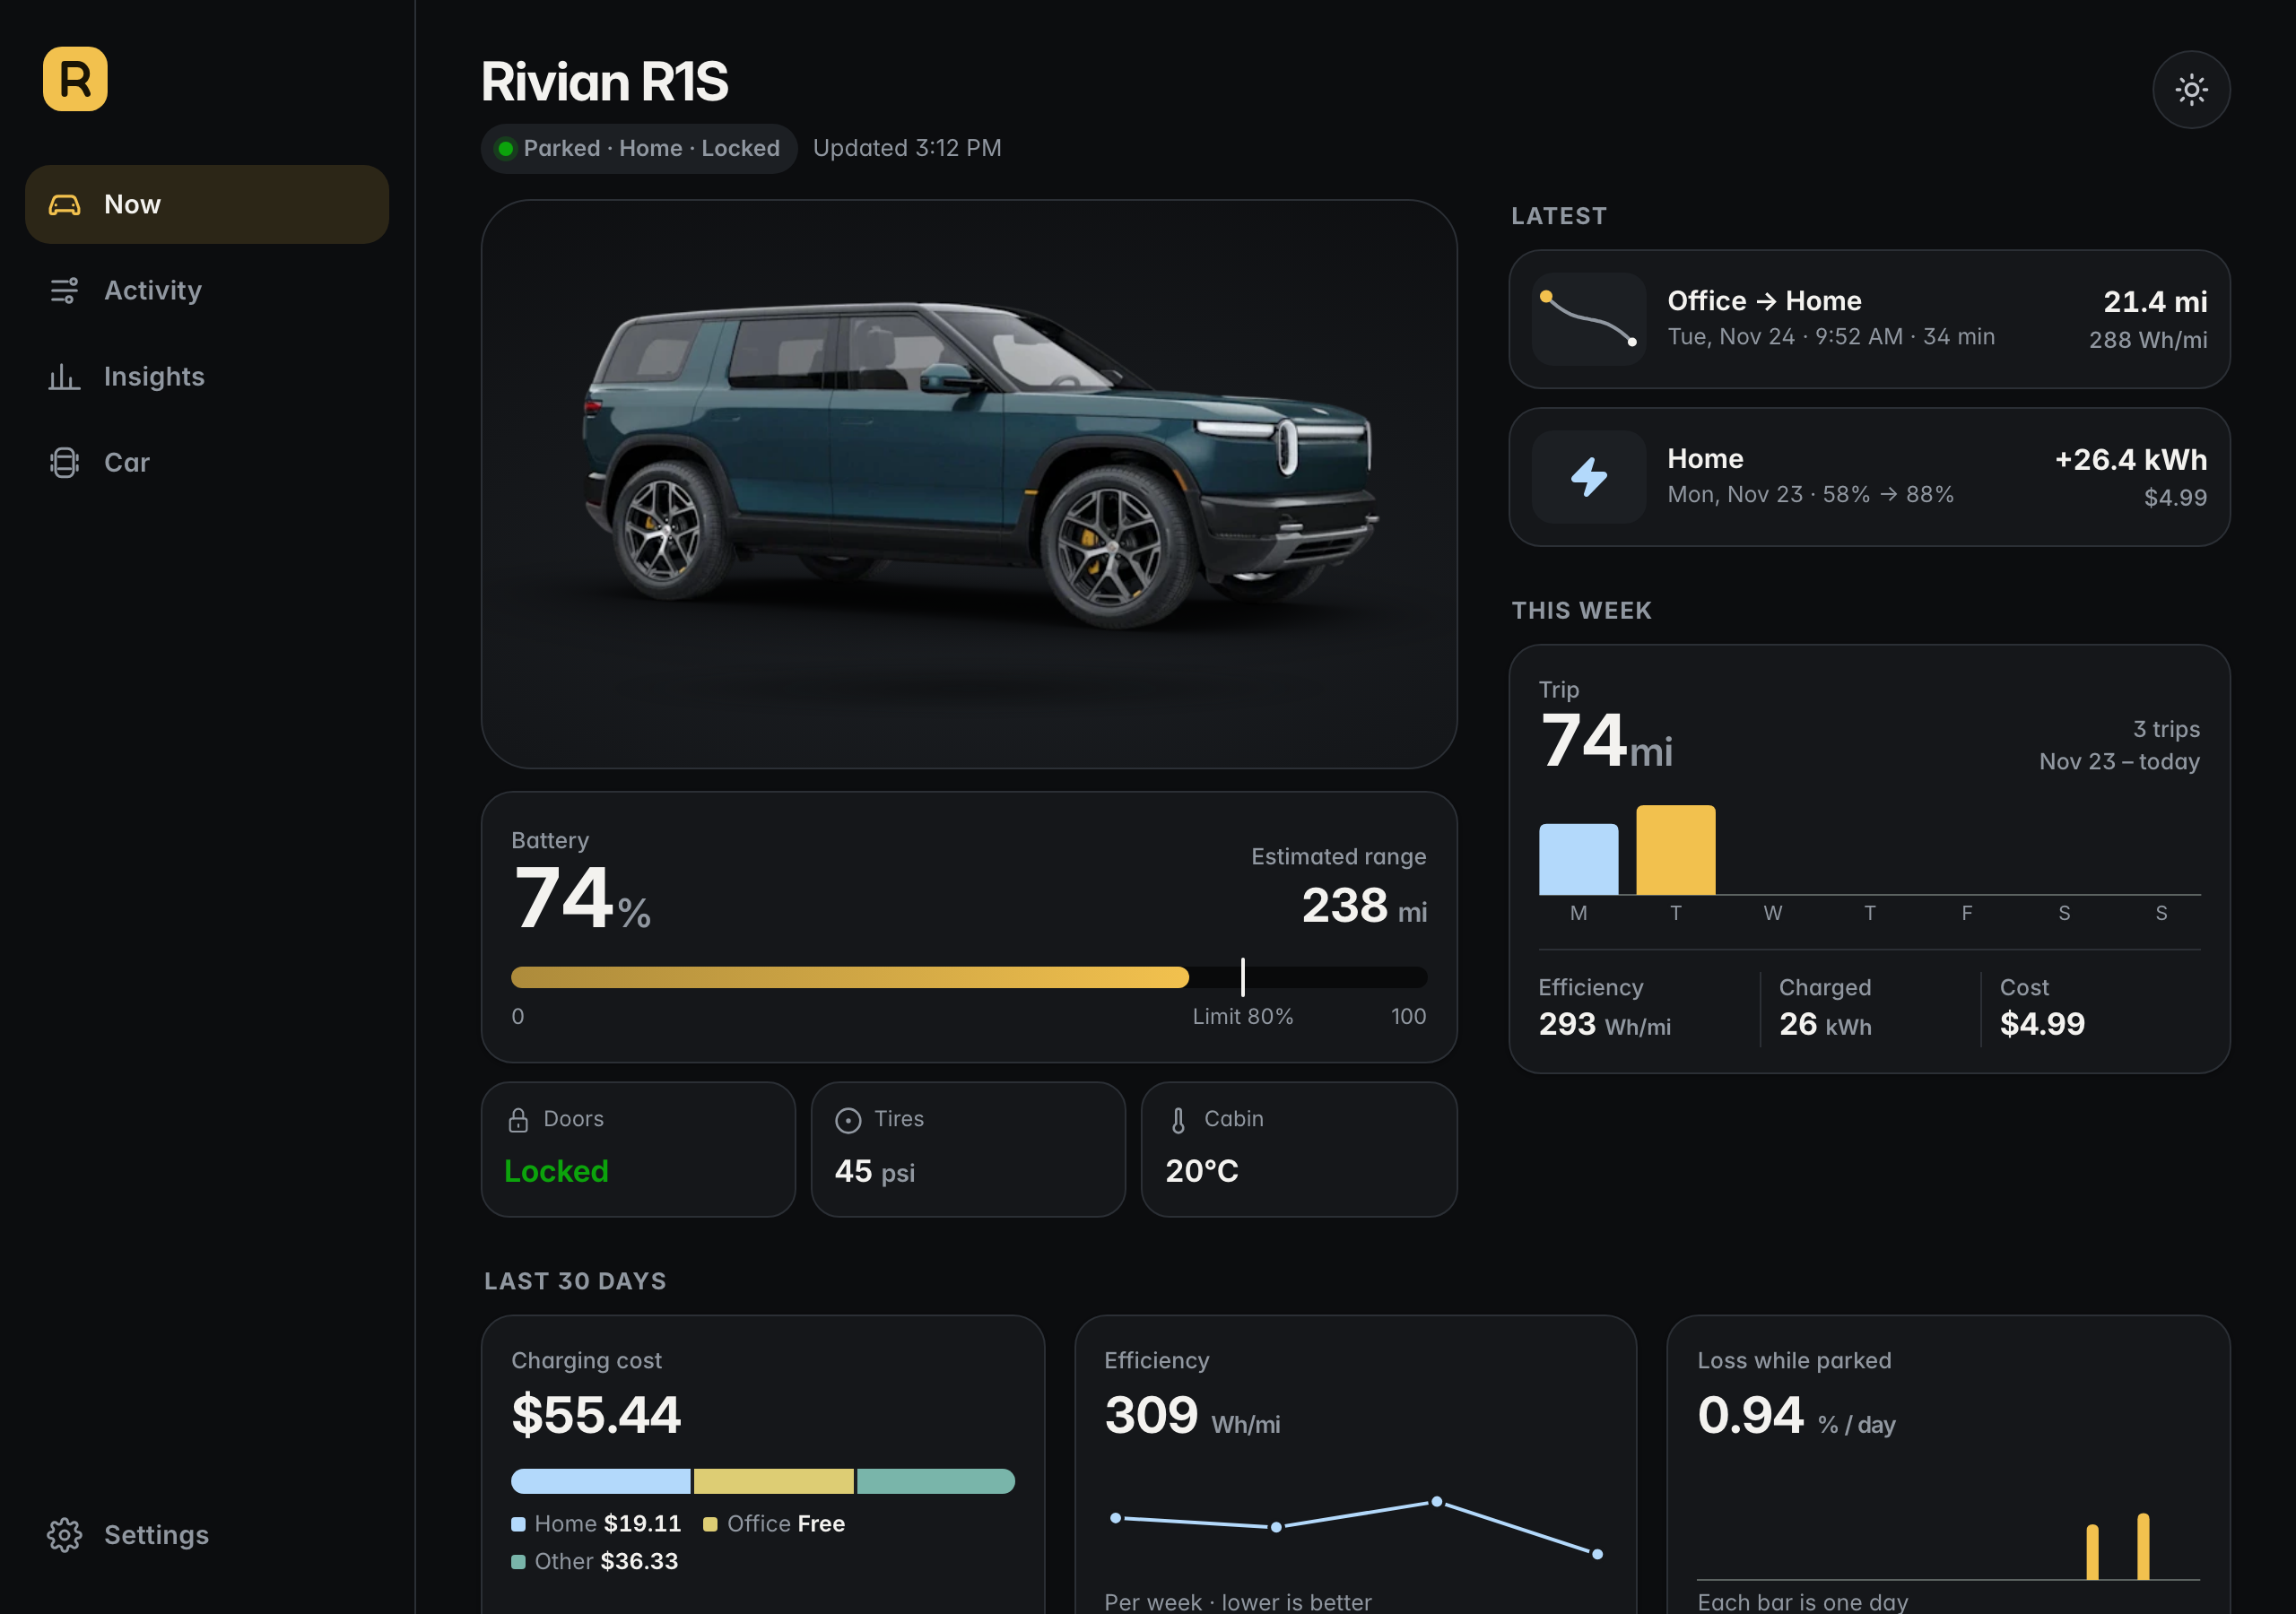 R
Now
Activity
Insights
Car
Settings
Rivian R1S
Parked · Home · Locked
Updated 3:12 PM
Battery
74%
Estimated range
238 mi
0
Limit 80%
100
Doors
Locked
Tires
45 psi
Cabin
20°C
LATEST
Office → Home
Tue, Nov 24 · 9:52 AM · 34 min
21.4 mi
288 Wh/mi
Home
Mon, Nov 23 · 58% → 88%
+26.4 kWh
$4.99
THIS WEEK
Trip
74mi
3 trips
Nov 23 – today
M T W T F S S
Efficiency
293 Wh/mi
Charged
26 kWh
Cost
$4.99
LAST 30 DAYS
Charging cost
$55.44
Home $19.11 Office Free
Other $36.33
Efficiency
309 Wh/mi
Per week · lower is better
Loss while parked
0.94 % / day
Each bar is one day